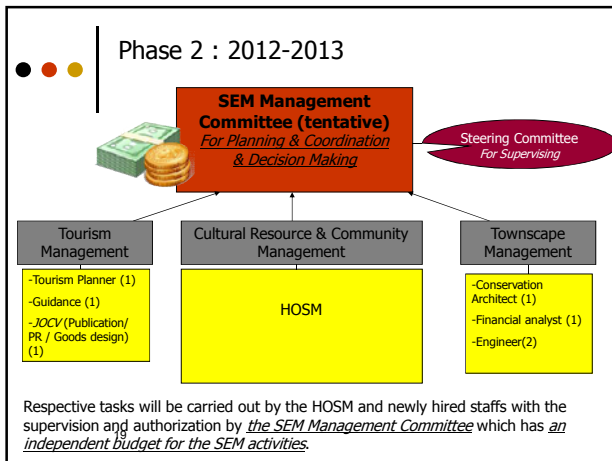 Phase 2 : 2012-2013
SEM Management
Committee (tentative)
For Planning & Coordination
& Decision Making
Steering Committee
For Supervising
Tourism
Management
Cultural Resource & Community
Management
Townscape
Management
-Tourism Planner (1)
-Guidance (1)
-JOCV (Publication/
PR / Goods design)
(1)
HOSM
-Conservation
Architect (1)
-Financial analyst (1)
-Engineer(2)
Respective tasks will be carried out by the HOSM and newly hired staffs with the
supervision and authorization by the SEM Management Committee which has an
independent budget for the SEM activities.
19